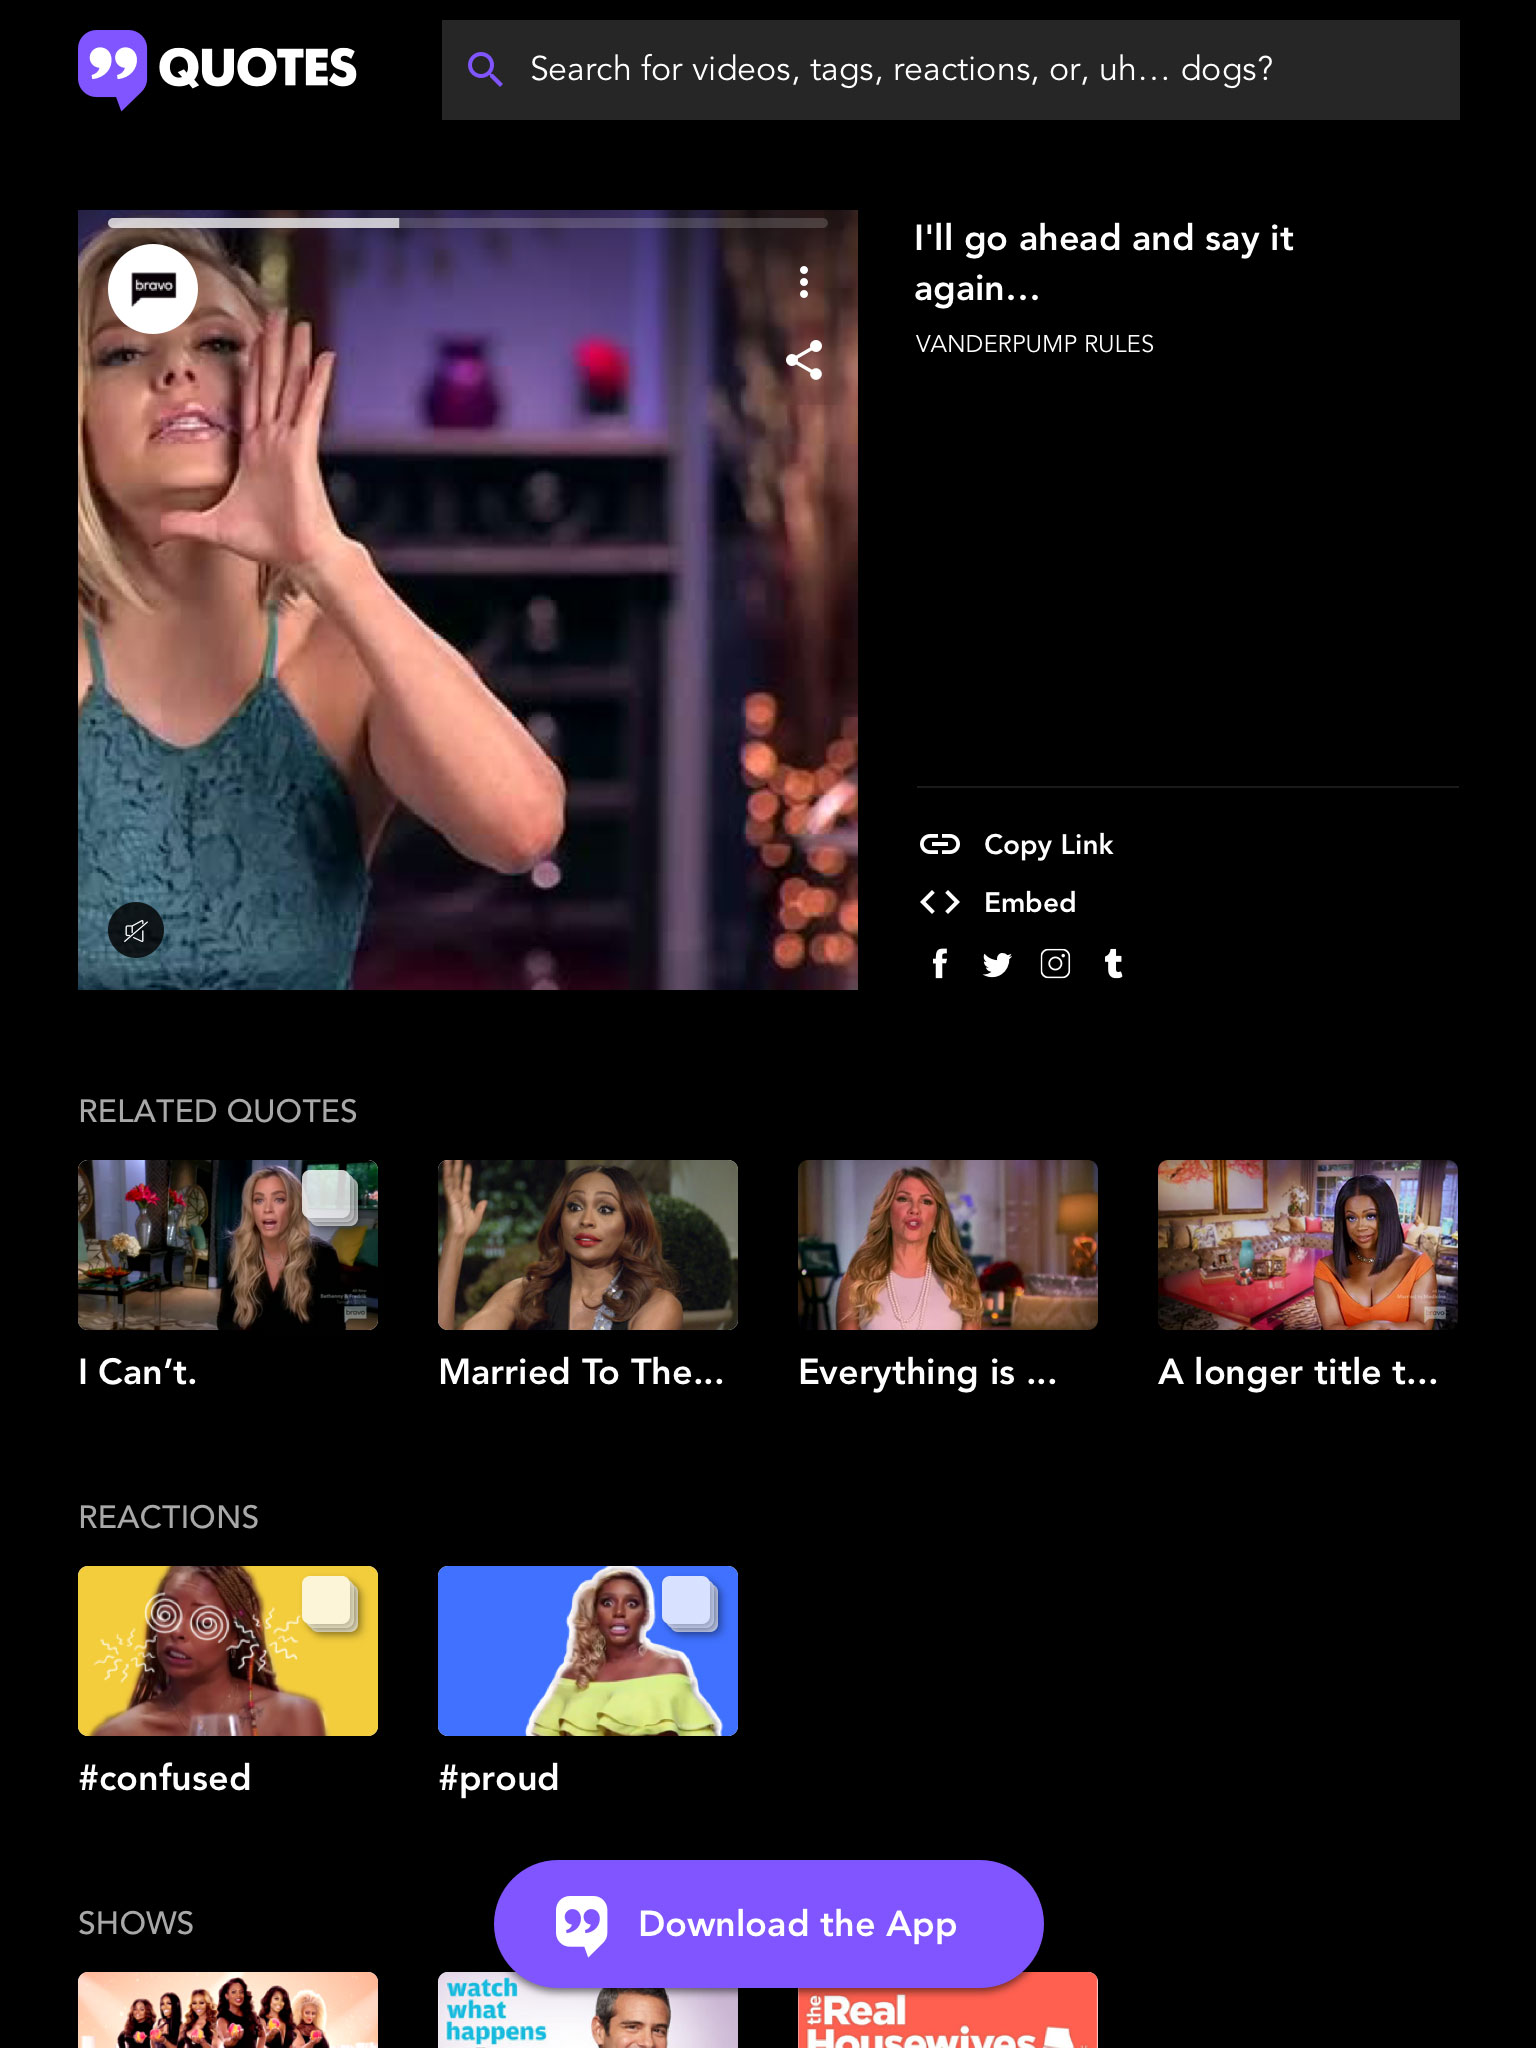 QUOTES
Search for videos, tags, reactions, or, uh... dogs?
bravo
I'll go ahead and say it
again...
VANDERPUMP RULES
Copy Link
Embed
RELATED QUOTES
bravo
bravo
I Can’t.
Married To The...
Everything is ...
A longer title t...
REACTIONS
#confused
#proud
SHOWS
Download the App
watch
what
happens
the Real
Housewives